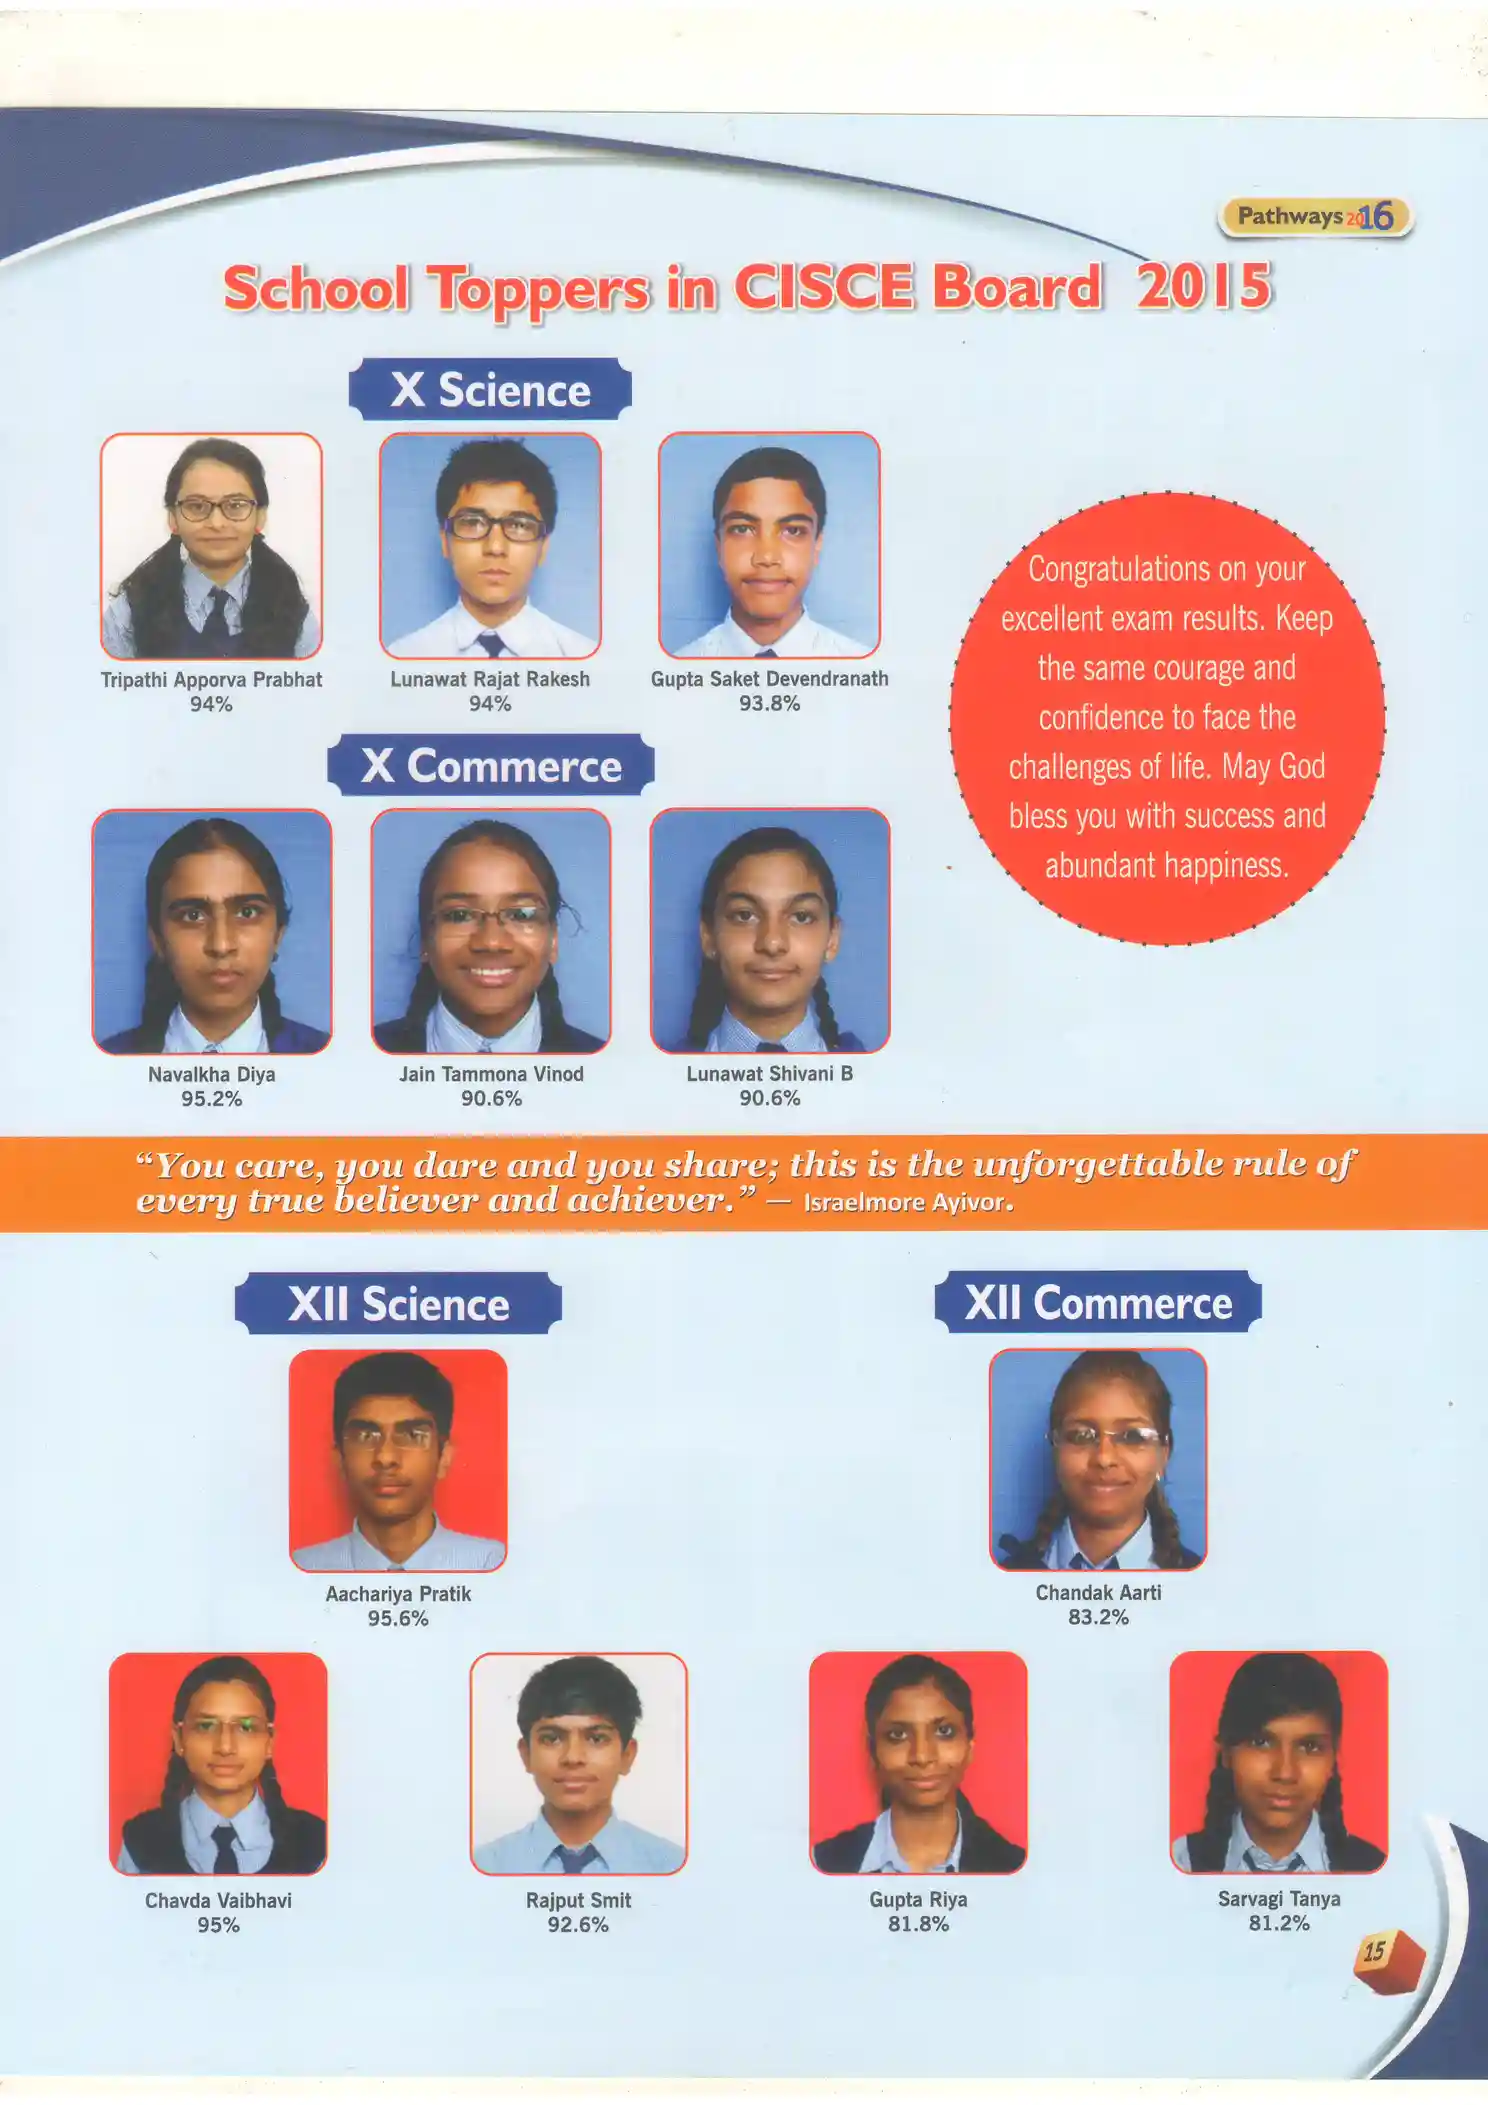 Pathways 2016
School Toppers in CISCE Board 2015
X Science
Tripathi Apporva Prabhat
94%
Lunawat Rajat Rakesh
94%
Gupta Saket Devendranath
93.8%
Congratulations on your
excellent exam results. Keep
the same courage and
confidence to face the
challenges of life. May God
bless you with success and
abundant happiness.
X Commerce
Navalkha Diya
95.2%
Jain Tammona Vinod
90.6%
Lunawat Shivani B
90.6%
“You care, you dare and you share; this is the unforgettable rule of
every true believer and achiever.” — Israelmore Ayivor.
XII Science
Aachariya Pratik
95.6%
Chavda Vaibhavi
95%
Rajput Smit
92.6%
XII Commerce
Chandak Aarti
83.2%
Gupta Riya
81.8%
Sarvagi Tanya
81.2%
15